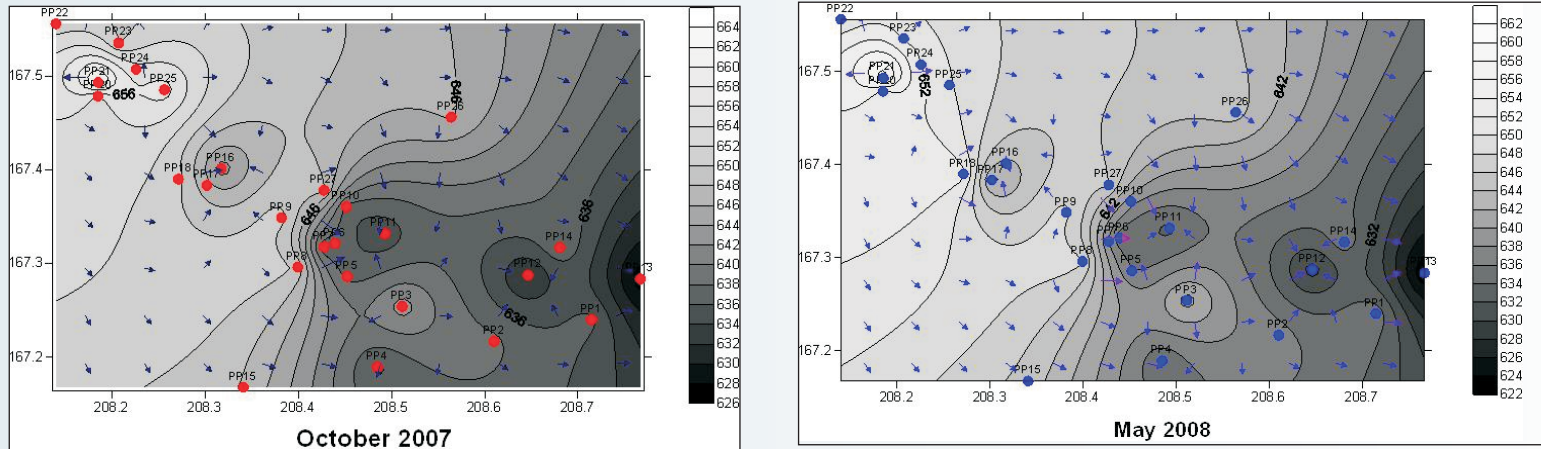 PP22
PP23
PP24
PP21
PP25
PP20
656
646
PP26
PP16
PP18
PP17
PP27
PP10
PP9
646
PP11
PP6
PP14
PP8
PP5
PP12
636
PP3
PP1
636
PP2
PP4
PP15
167.5
167.4
167.3
167.2
208.2
208.3
208.4
208.5
208.6
208.7
664
662
660
658
656
654
652
650
648
646
644
642
640
638
636
634
632
630
628
626
October 2007
PP22
PP23
PP24
PP21
PP25
652
642
PP26
PP16
PP18
PP17
PP27
PP10
PP9
642
PP11
PP6
PP14
PP8
PP5
PP12
632
PP3
PP1
PP2
PP4
PP15
167.5
167.4
167.3
167.2
208.2
208.3
208.4
208.5
208.6
208.7
662
660
658
656
654
652
650
648
646
644
642
640
638
636
634
632
630
628
626
624
622
May 2008